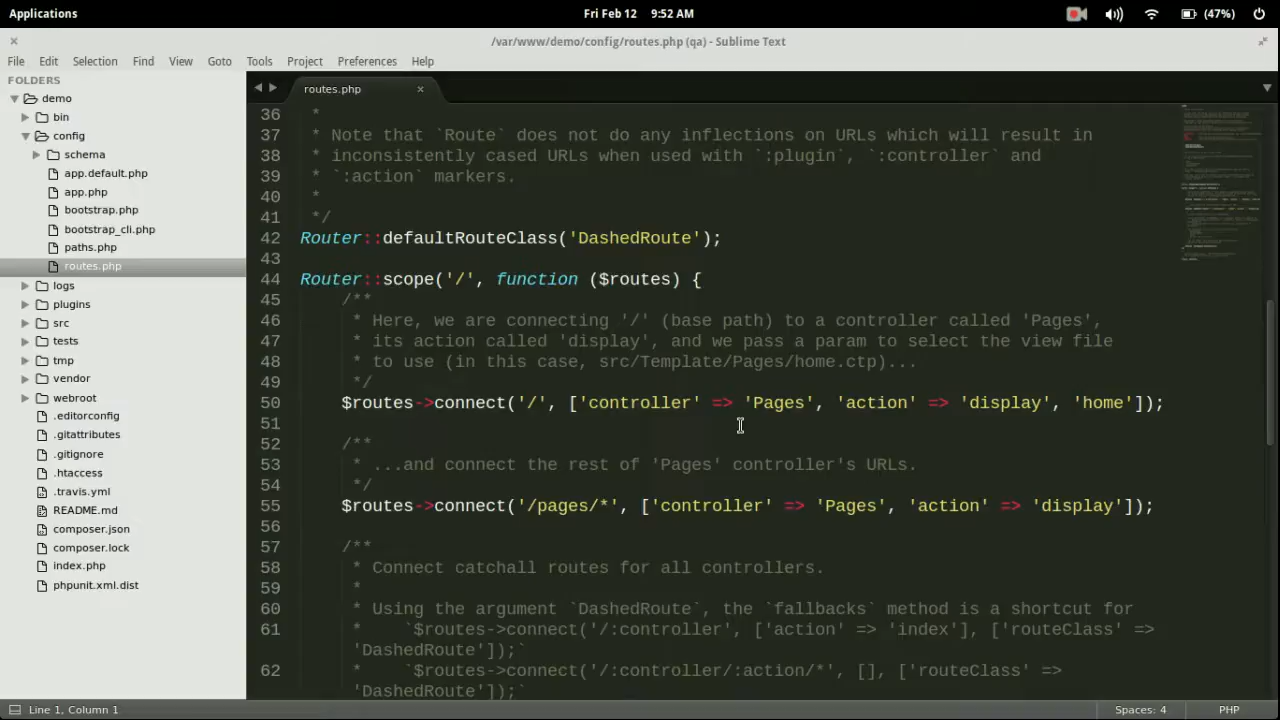 Applications
Fri Feb 12 9:52 AM
(47%)
/var/www/demo/config/routes.php (qa) - Sublime Text
File Edit Selection Find View Goto Tools Project Preferences Help
FOLDERS
demo
bin
config
schema
app.default.php
app.php
bootstrap.php
bootstrap_cli.php
paths.php
routes.php
logs
plugins
src
tests
tmp
vendor
webroot
.editorconfig
.gitattributes
.gitignore
.htaccess
.travis.yml
README.md
composer.json
composer.lock
index.php
phpunit.xml.dist
routes.php
36 *
37 * Note that `Route` does not do any inflections on URLs which will result in
38 * inconsistently cased URLs when used with `:plugin`, `:controller` and
39 * `:action` markers.
40 *
41 */
42 Router::defaultRouteClass('DashedRoute');
43
44 Router::scope('/', function ($routes) {
45 /**
46 * Here, we are connecting '/' (base path) to a controller called 'Pages',
47 * its action called 'display', and we pass a param to select the view file
48 * to use (in this case, src/Template/Pages/home.ctp)...
49 */
50 $routes->connect('/', ['controller' => 'Pages', 'action' => 'display', 'home']);
51
52 /**
53 * ...and connect the rest of 'Pages' controller's URLs.
54 */
55 $routes->connect('/pages/*', ['controller' => 'Pages', 'action' => 'display']);
56
57 /**
58 * Connect catchall routes for all controllers.
59 *
60 * Using the argument `DashedRoute`, the `fallbacks` method is a shortcut for
61 * `$routes->connect('/:controller', ['action' => 'index'], ['routeClass' =>
'DashedRoute']);`
62 * `$routes->connect('/:controller/:action/*', [], ['routeClass' =>
'DashedRoute']);`
Line 1, Column 1
Spaces: 4
PHP